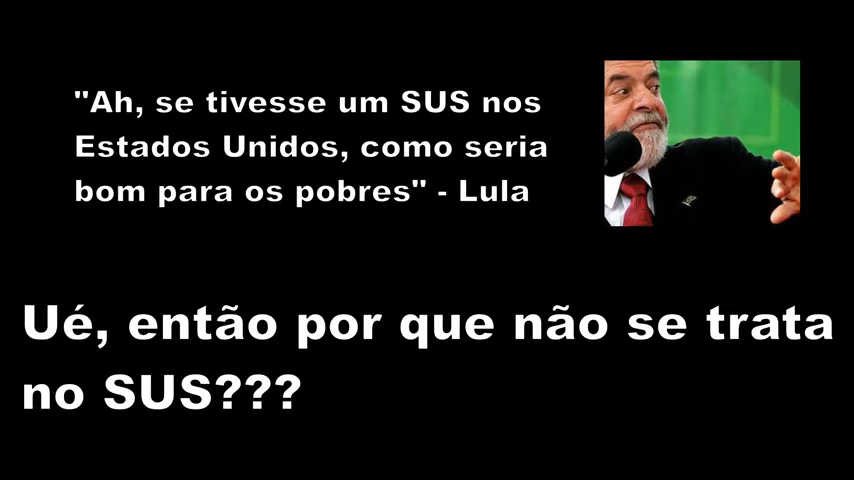 "Ah, se tivesse um SUS nos
Estados Unidos, como seria
bom para os pobres" - Lula
Ué, então por que não se trata
no SUS???